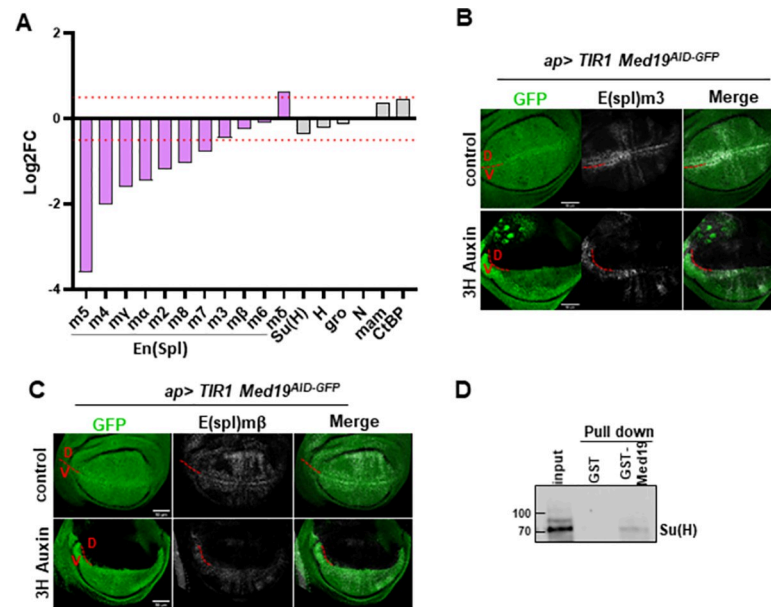 A
Log2FC
2
0
-2
-4
m5 m4 mγ mα m2 m8 m7 m3 mβ m6 mδ Su(H) H gro N mam CtBP
En(Spl)
B
ap> TIR1 Med19AID-GFP
GFP E(spl)m3 Merge
control
D
V
3H Auxin
D
V
C
ap> TIR1 Med19AID-GFP
GFP E(spl)mβ Merge
control
D
V
3H Auxin
D
V
D
Pull down
input GST GST-Med19
100
70
Su(H)